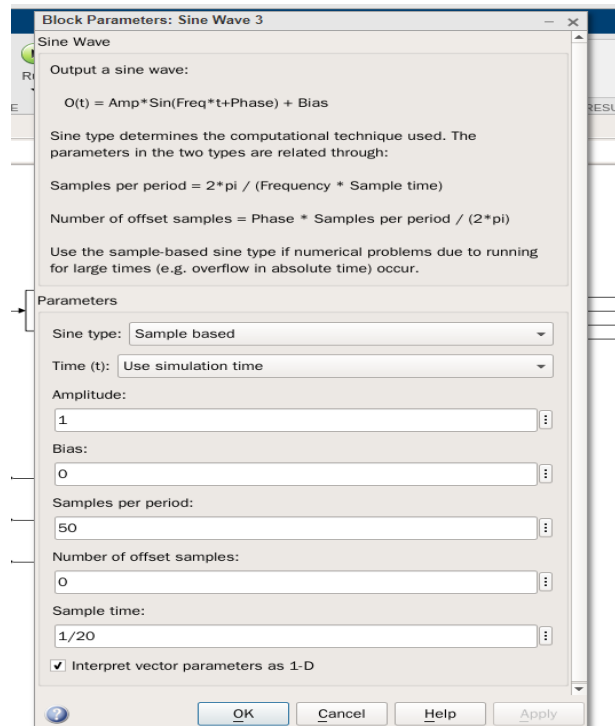 Block Parameters: Sine Wave 3
Sine Wave
Output a sine wave:
O(t) = Amp*Sin(Freq*t+Phase) + Bias
Sine type determines the computational technique used. The
parameters in the two types are related through:
Samples per period = 2*pi / (Frequency * Sample time)
Number of offset samples = Phase * Samples per period / (2*pi)
Use the sample-based sine type if numerical problems due to running
for large times (e.g. overflow in absolute time) occur.
Parameters
Sine type: Sample based
Time (t): Use simulation time
Amplitude:
1
Bias:
0
Samples per period:
50
Number of offset samples:
0
Sample time:
1/20
Interpret vector parameters as 1-D
OK Cancel Help Apply